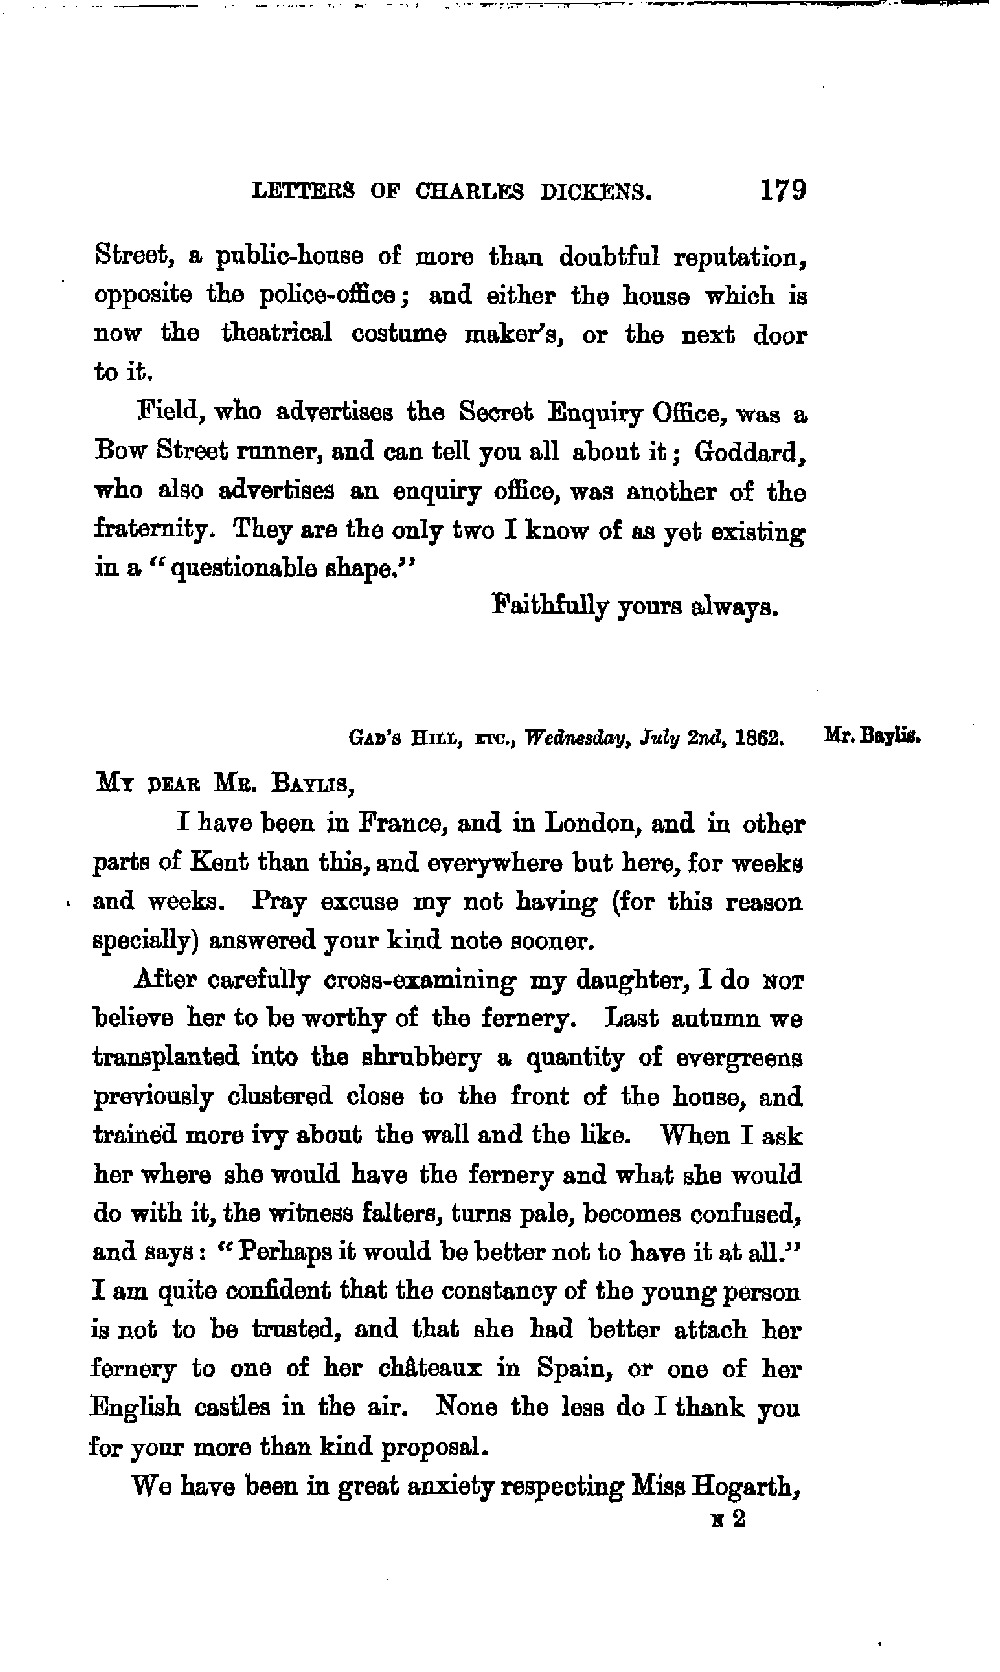 LETTERS OF CHARLES DICKENS. 179
Street, a public-house of more than doubtful reputation,
opposite the police-office; and either the house which is
now the theatrical costume maker's, or the next door
to it.
Field, who advertises the Secret Enquiry Office, was a
Bow Street runner, and can tell you all about it; Goddard,
who also advertises an enquiry office, was another of the
fraternity. They are the only two I know of as yet existing
in a "questionable shape."
Faithfully yours always.
GAD'S HILL, ETC., Wednesday, July 2nd, 1862. Mr. Baylis.
MY DEAR MR. BAYLIS,
I have been in France, and in London, and in other
parts of Kent than this, and everywhere but here, for weeks
and weeks. Pray excuse my not having (for this reason
specially) answered your kind note sooner.
After carefully cross-examining my daughter, I do NOT
believe her to be worthy of the fernery. Last autumn we
transplanted into the shrubbery a quantity of evergreens
previously clustered close to the front of the house, and
trained more ivy about the wall and the like. When I ask
her where she would have the fernery and what she would
do with it, the witness falters, turns pale, becomes confused,
and says: "Perhaps it would be better not to have it at all."
I am quite confident that the constancy of the young person
is not to be trusted, and that she had better attach her
fernery to one of her châteaux in Spain, or one of her
English castles in the air. None the less do I thank you
for your more than kind proposal.
We have been in great anxiety respecting Miss Hogarth,
N 2